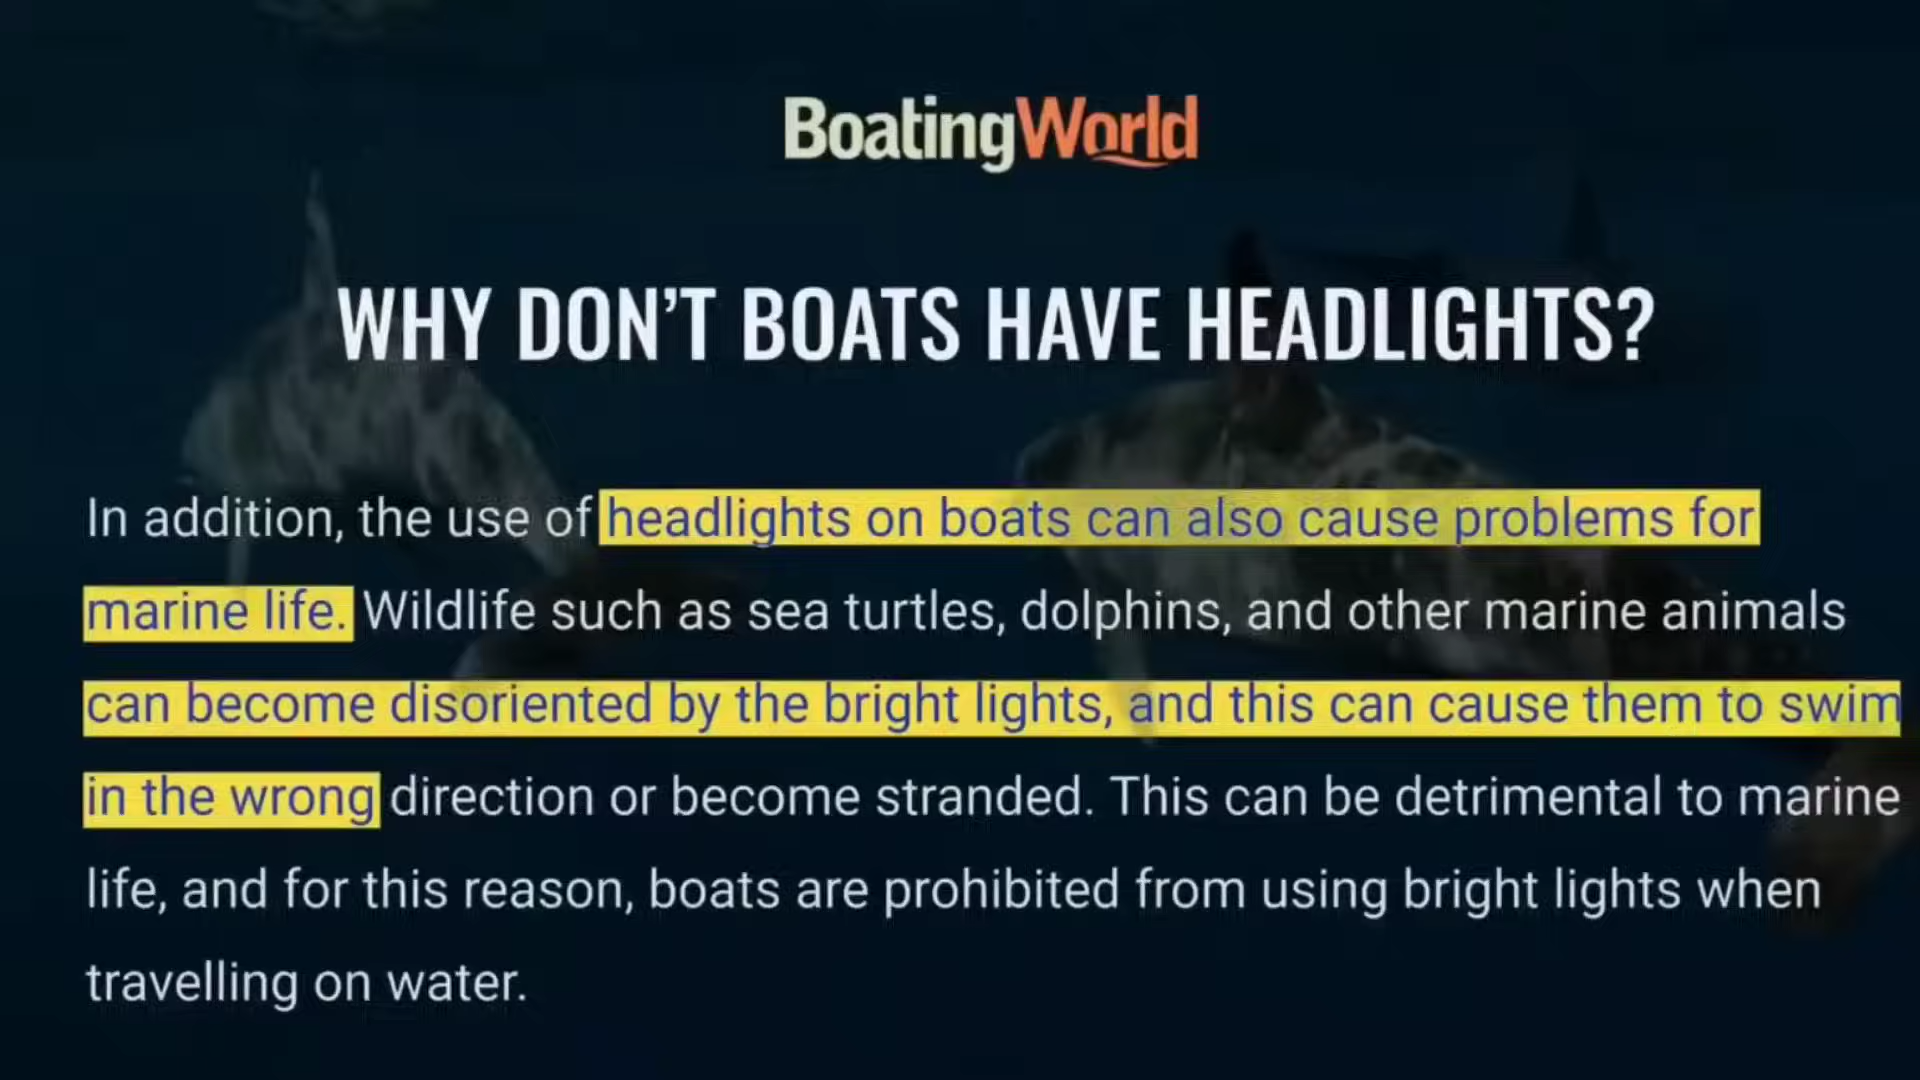 BoatingWorld
WHY DON'T BOATS HAVE HEADLIGHTS?
In addition, the use of headlights on boats can also cause problems for
marine life. Wildlife such as sea turtles, dolphins, and other marine animals
can become disoriented by the bright lights, and this can cause them to swim
in the wrong direction or become stranded. This can be detrimental to marine
life, and for this reason, boats are prohibited from using bright lights when
travelling on water.